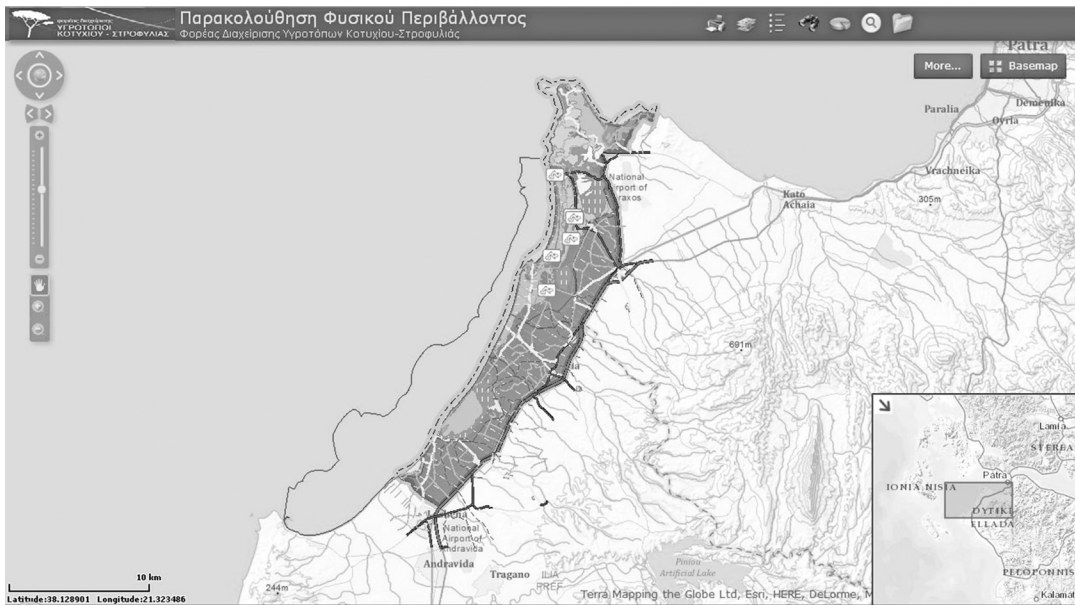 φορέας διαχείρισης
ΥΓΡΟΤΟΠΟΙ
ΚΟΤΥΧΙΟΥ - ΣΤΡΟΦΥΛΙΑΣ
Παρακολούθηση Φυσικού Περιβάλλοντος
Φορέας Διαχείρισης Υγροτόπων Κοτυχίου-Στροφυλιάς
More...
Basemap
Patra
Paralia
Demenika
Ovria
Vrachneika
305m
Kato
Achaia
National
Airport of
Araxos
691m
National
Airport of
Andravida
Andravida
Tragano
244m
Pinios
Artificial Lake
Lamia
STEREA
Patra
IONIA NISIA
DYTIKI
ELLADA
PELOPONNIS
Kalamat
10 km
Latitude:38.128901 Longitude:21.323486
Terra Mapping the Globe Ltd, Esri, HERE, DeLorme, M